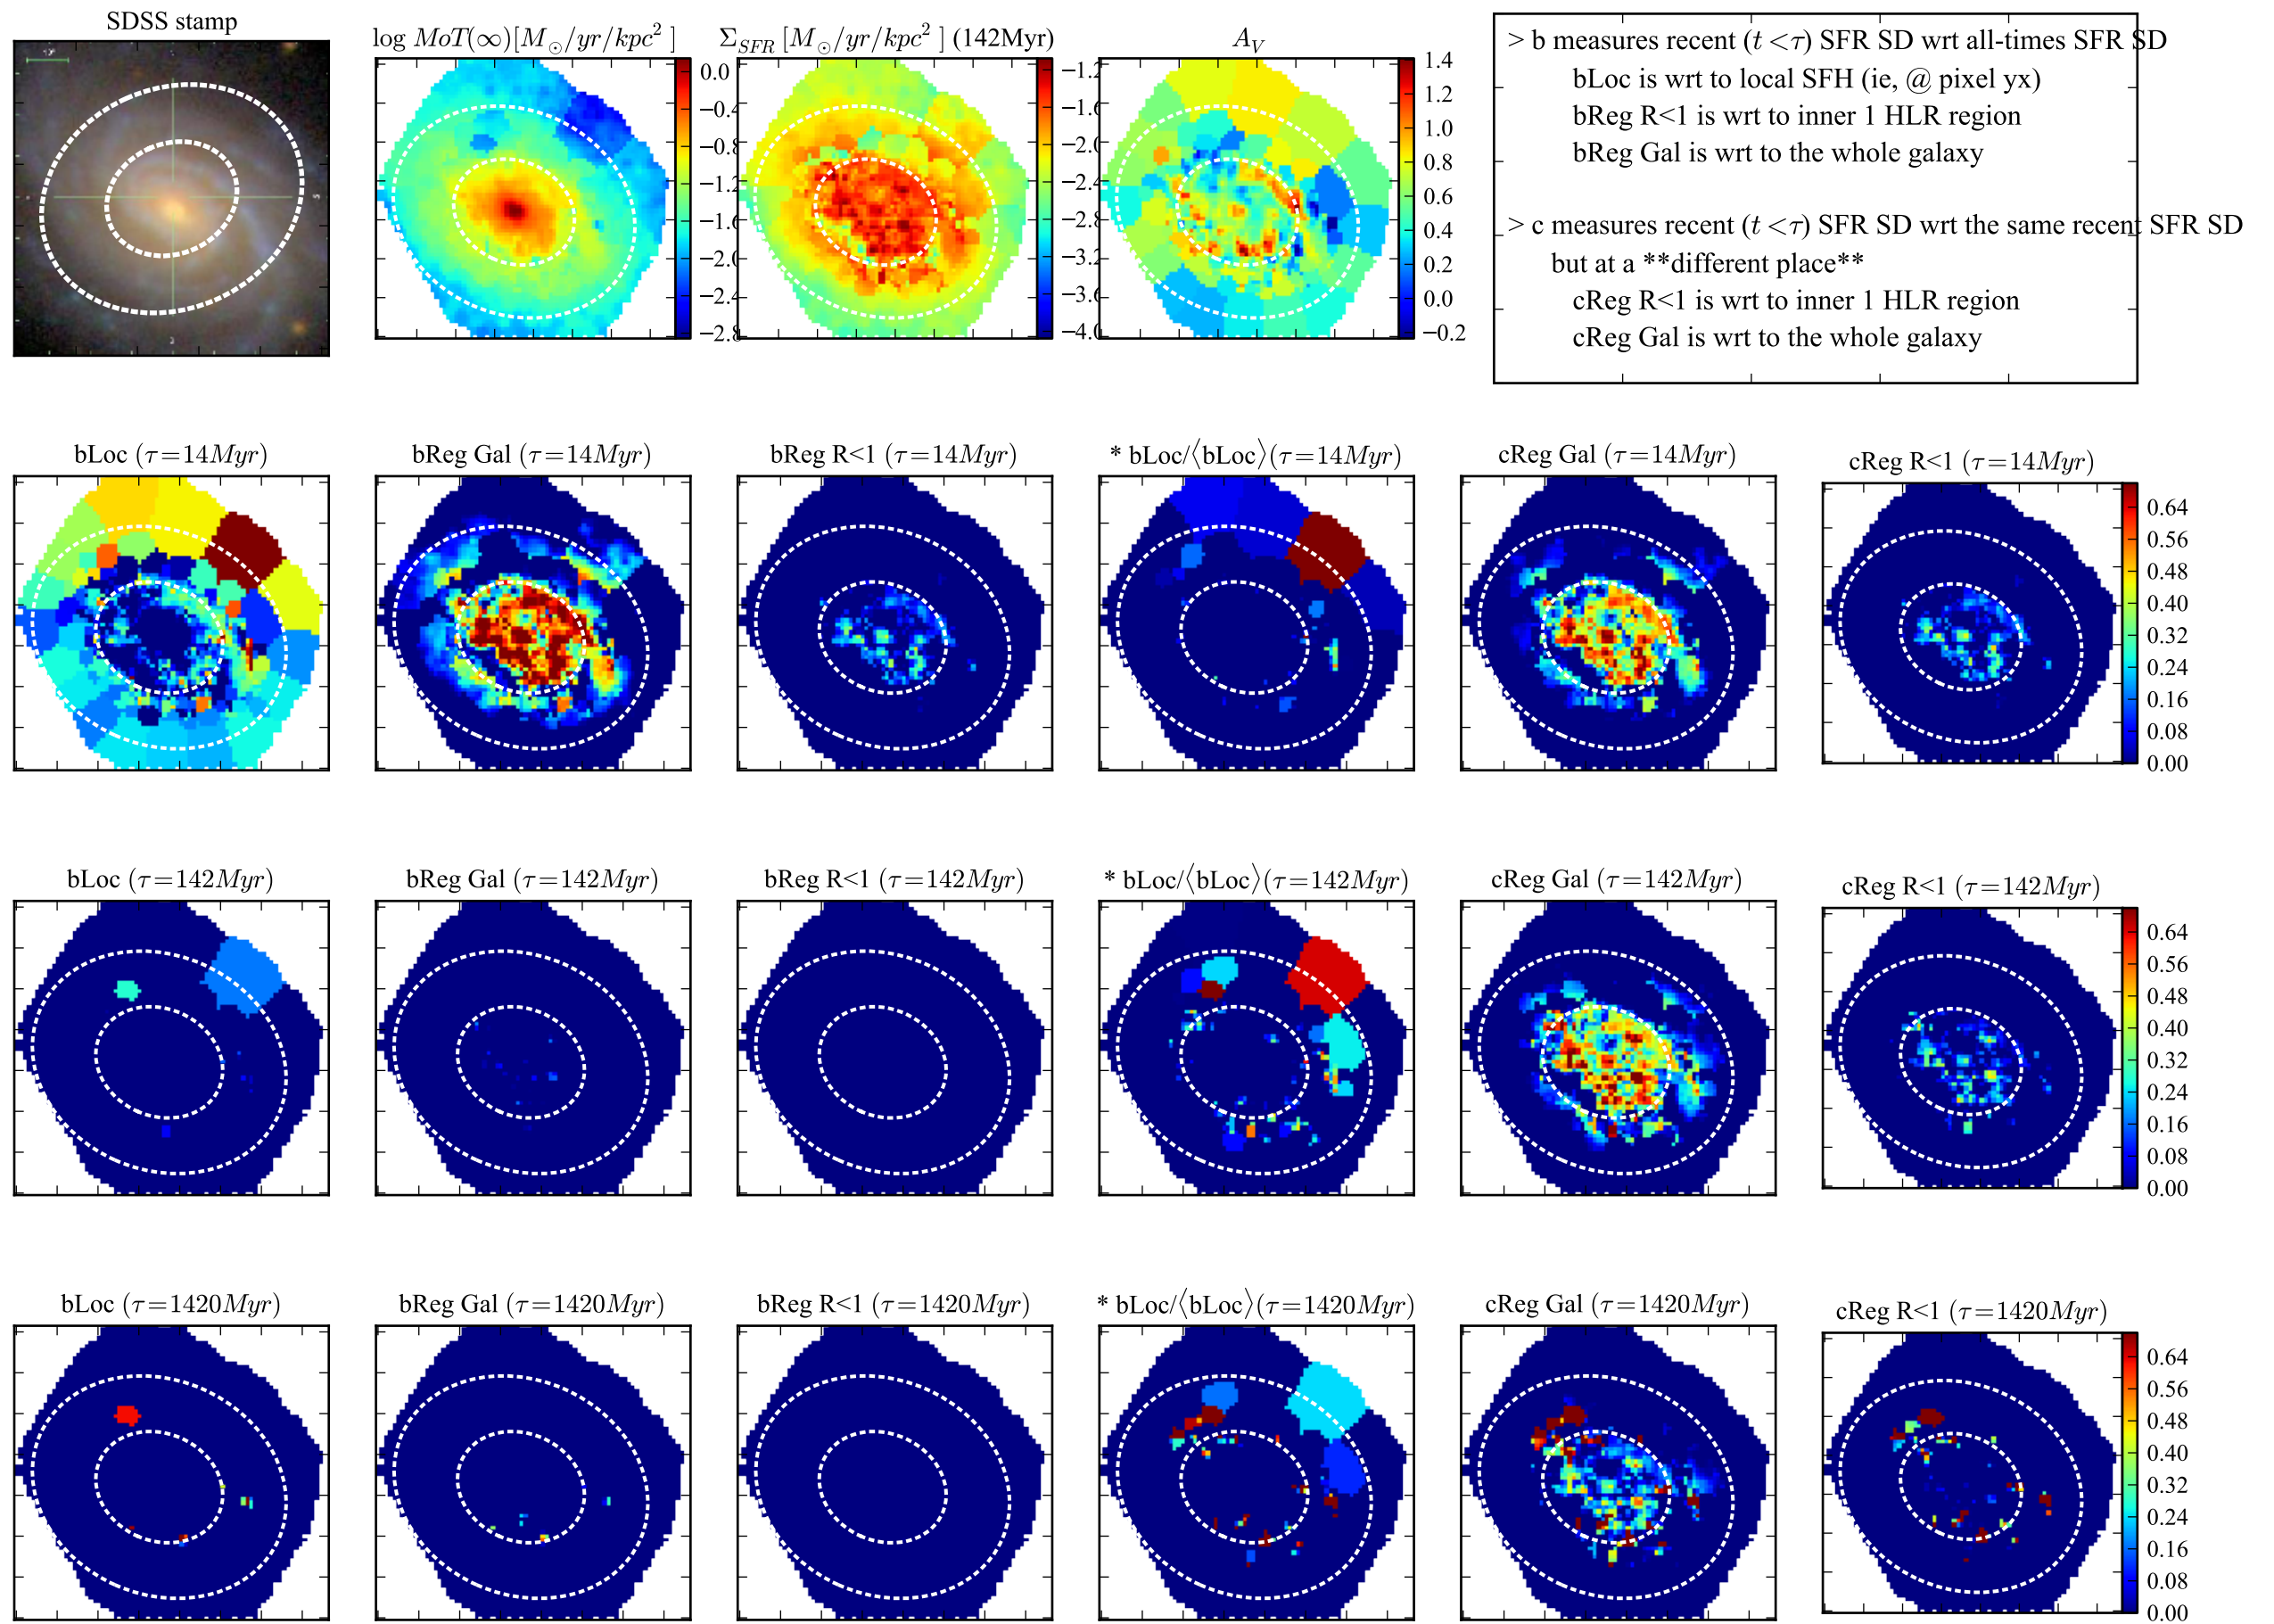 SDSS stamp
log MoT(∞)[M⊙/yr/kpc²]
Σ_SFR [M⊙/yr/kpc²] (142Myr)
A_V
0.0
−0.4
−0.8
−1.2
−1.6
−2.0
−2.4
−2.8
−1.2
−1.6
−2.0
−2.4
−2.8
−3.2
−3.6
−4.0
1.4
1.2
1.0
0.8
0.6
0.4
0.2
0.0
−0.2
> b measures recent (t <τ) SFR SD wrt all-times SFR SD
bLoc is wrt to local SFH (ie, @ pixel yx)
bReg R<1 is wrt to inner 1 HLR region
bReg Gal is wrt to the whole galaxy
> c measures recent (t <τ) SFR SD wrt the same recent SFR SD
but at a **different place**
cReg R<1 is wrt to inner 1 HLR region
cReg Gal is wrt to the whole galaxy
bLoc (τ=14Myr)
bReg Gal (τ=14Myr)
bReg R<1 (τ=14Myr)
* bLoc/⟨bLoc⟩(τ=14Myr)
cReg Gal (τ=14Myr)
cReg R<1 (τ=14Myr)
0.64
0.56
0.48
0.40
0.32
0.24
0.16
0.08
0.00
bLoc (τ=142Myr)
bReg Gal (τ=142Myr)
bReg R<1 (τ=142Myr)
* bLoc/⟨bLoc⟩(τ=142Myr)
cReg Gal (τ=142Myr)
cReg R<1 (τ=142Myr)
0.64
0.56
0.48
0.40
0.32
0.24
0.16
0.08
0.00
bLoc (τ=1420Myr)
bReg Gal (τ=1420Myr)
bReg R<1 (τ=1420Myr)
* bLoc/⟨bLoc⟩(τ=1420Myr)
cReg Gal (τ=1420Myr)
cReg R<1 (τ=1420Myr)
0.64
0.56
0.48
0.40
0.32
0.24
0.16
0.08
0.00